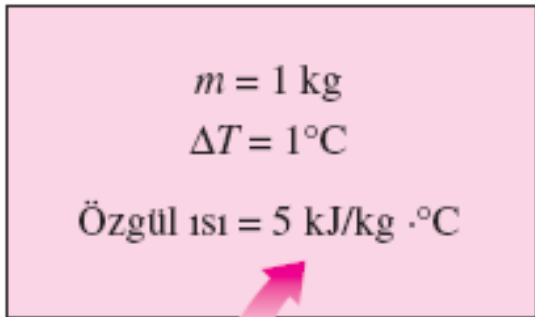 m = 1 kg
ΔT = 1°C
Özgül ısı = 5 kJ/kg ·°C